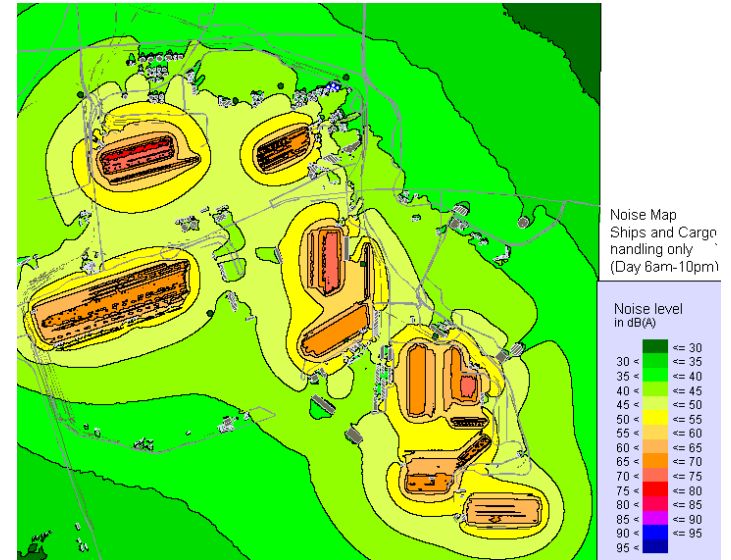 Noise Map
Ships and Cargo
handling only
(Day 6am-10pm)
Noise level
in dB(A)
<= 30
30 < <= 35
35 < <= 40
40 < <= 45
45 < <= 50
50 < <= 55
55 < <= 60
60 < <= 65
65 < <= 70
70 < <= 75
75 < <= 80
80 < <= 85
85 < <= 90
90 < <= 95
95 <